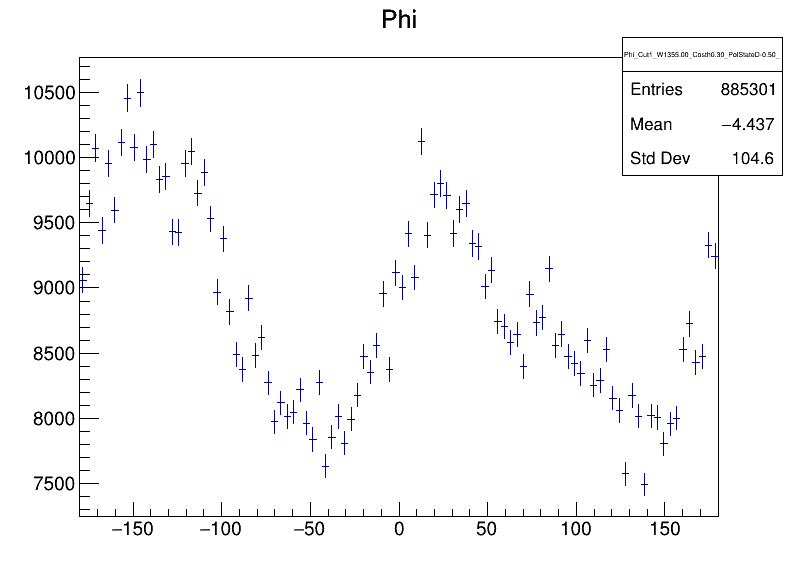 Phi
Phi_Cut1_W1355.00_Costh0.30_PolStateD-0.50_
Entries 885301
Mean −4.437
Std Dev 104.6
10500
10000
9500
9000
8500
8000
7500
−150 −100 −50 0 50 100 150